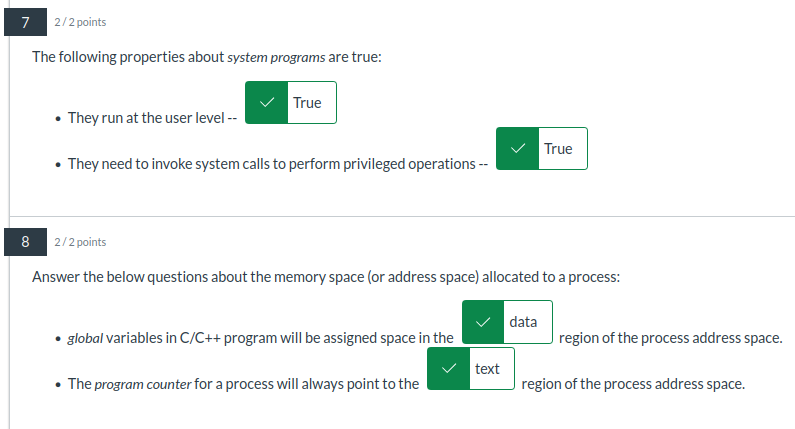 7 2 / 2 points
The following properties about system programs are true:
• They run at the user level -- True
• They need to invoke system calls to perform privileged operations -- True
8 2 / 2 points
Answer the below questions about the memory space (or address space) allocated to a process:
• global variables in C/C++ program will be assigned space in the data region of the process address space.
• The program counter for a process will always point to the text region of the process address space.